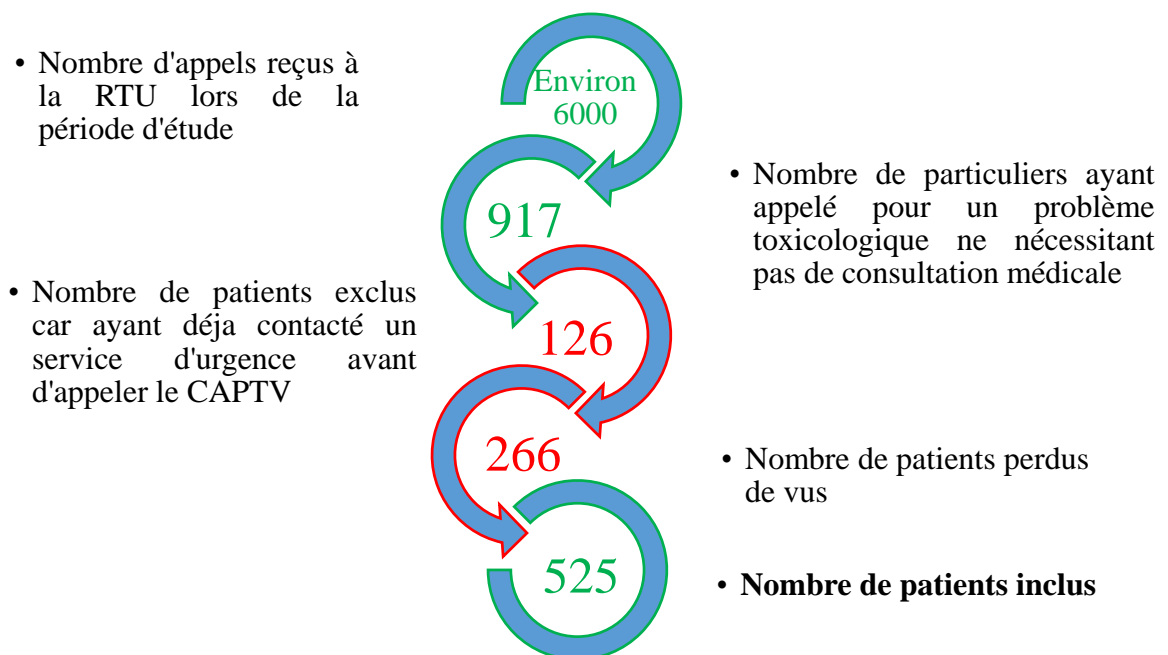 • Nombre d'appels reçus à
la RTU lors de la
période d'étude
Environ
6000
917
• Nombre de particuliers ayant
appelé pour un problème
toxicologique ne nécessitant
pas de consultation médicale
• Nombre de patients exclus
car ayant déja contacté un
service d'urgence avant
d'appeler le CAPTV
126
266
• Nombre de patients perdus
de vus
525
• Nombre de patients inclus